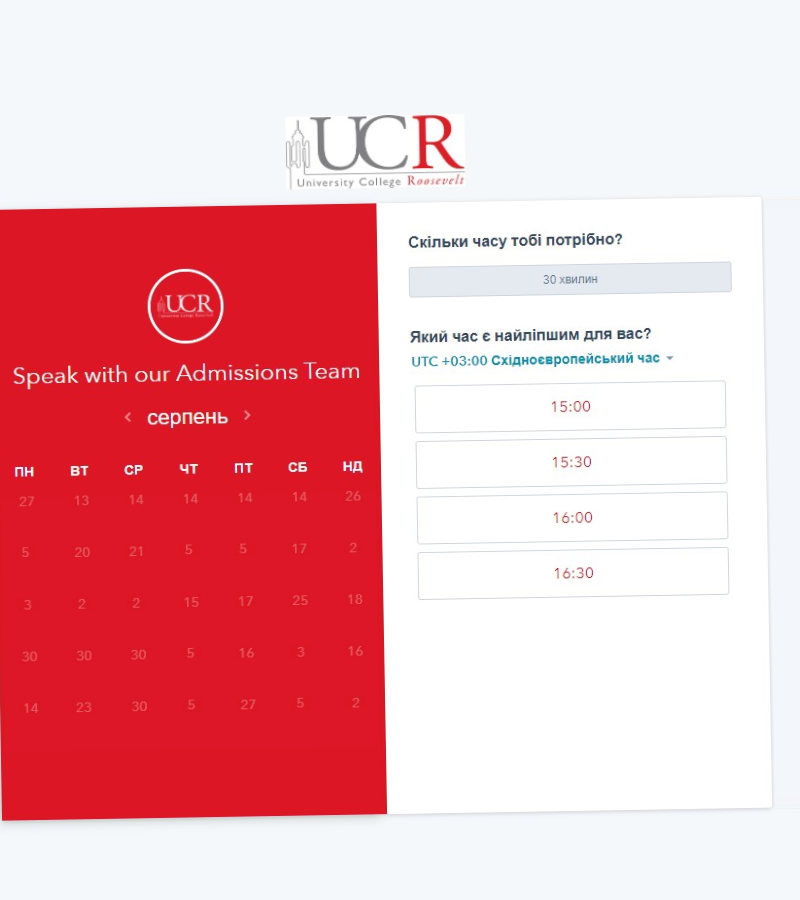 UCR
University College Roosevelt
UCR
Speak with our Admissions Team
‹ серпень ›
ПН ВТ СР ЧТ ПТ СБ НД
27 13 14 14 14 14 26
5 20 21 5 5 17 2
3 2 2 15 17 25 18
30 30 30 5 16 3 16
14 23 30 5 27 5 2
Скільки часу тобі потрібно?
30 хвилин
Який час є найліпшим для вас?
UTC +03:00 Східноєвропейський час
15:00
15:30
16:00
16:30